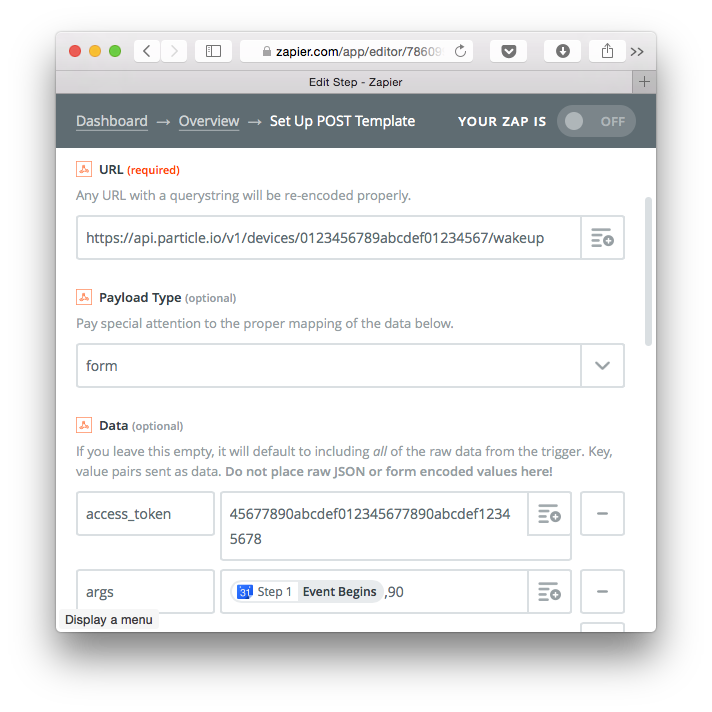 zapier.com/app/editor/78609
Edit Step - Zapier
Dashboard → Overview → Set Up POST Template YOUR ZAP IS OFF
URL (required)
Any URL with a querystring will be re-encoded properly.
https://api.particle.io/v1/devices/0123456789abcdef01234567/wakeup
Payload Type (optional)
Pay special attention to the proper mapping of the data below.
form
Data (optional)
If you leave this empty, it will default to including all of the raw data from the trigger. Key,
value pairs sent as data. Do not place raw JSON or form encoded values here!
access_token 45677890abcdef012345677890abcdef1234
5678
args 31 Step 1 Event Begins ,90
Display a menu